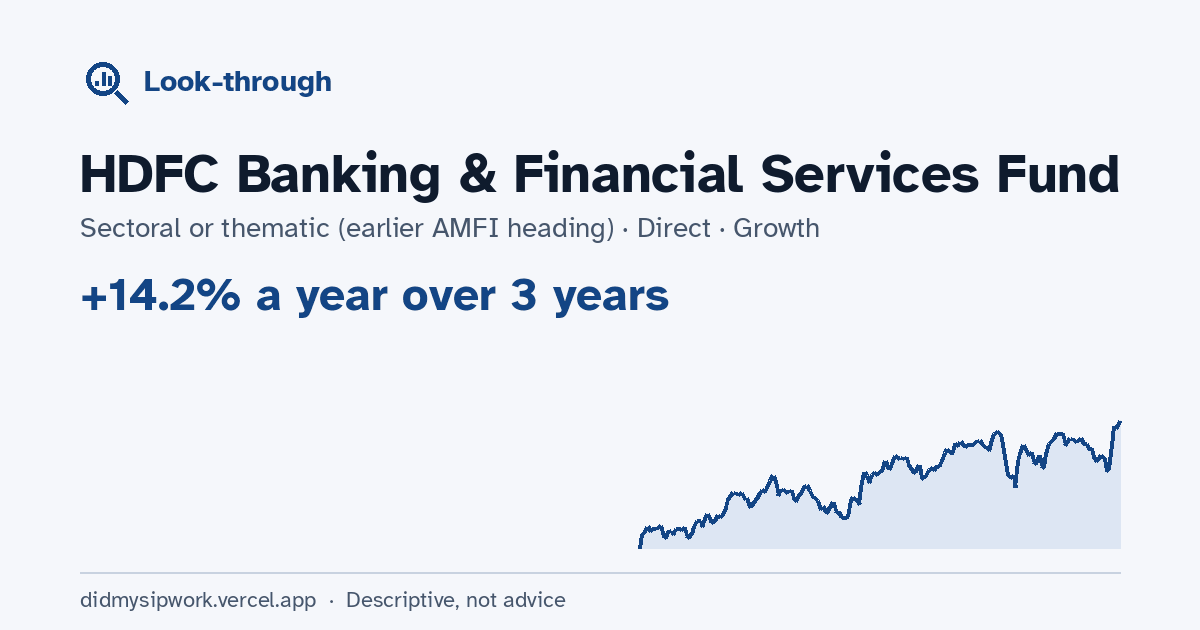 Look-through
HDFC Banking & Financial Services Fund
Sectoral or thematic (earlier AMFI heading) · Direct · Growth
+14.2% a year over 3 years
didmysipwork.vercel.app · Descriptive, not advice